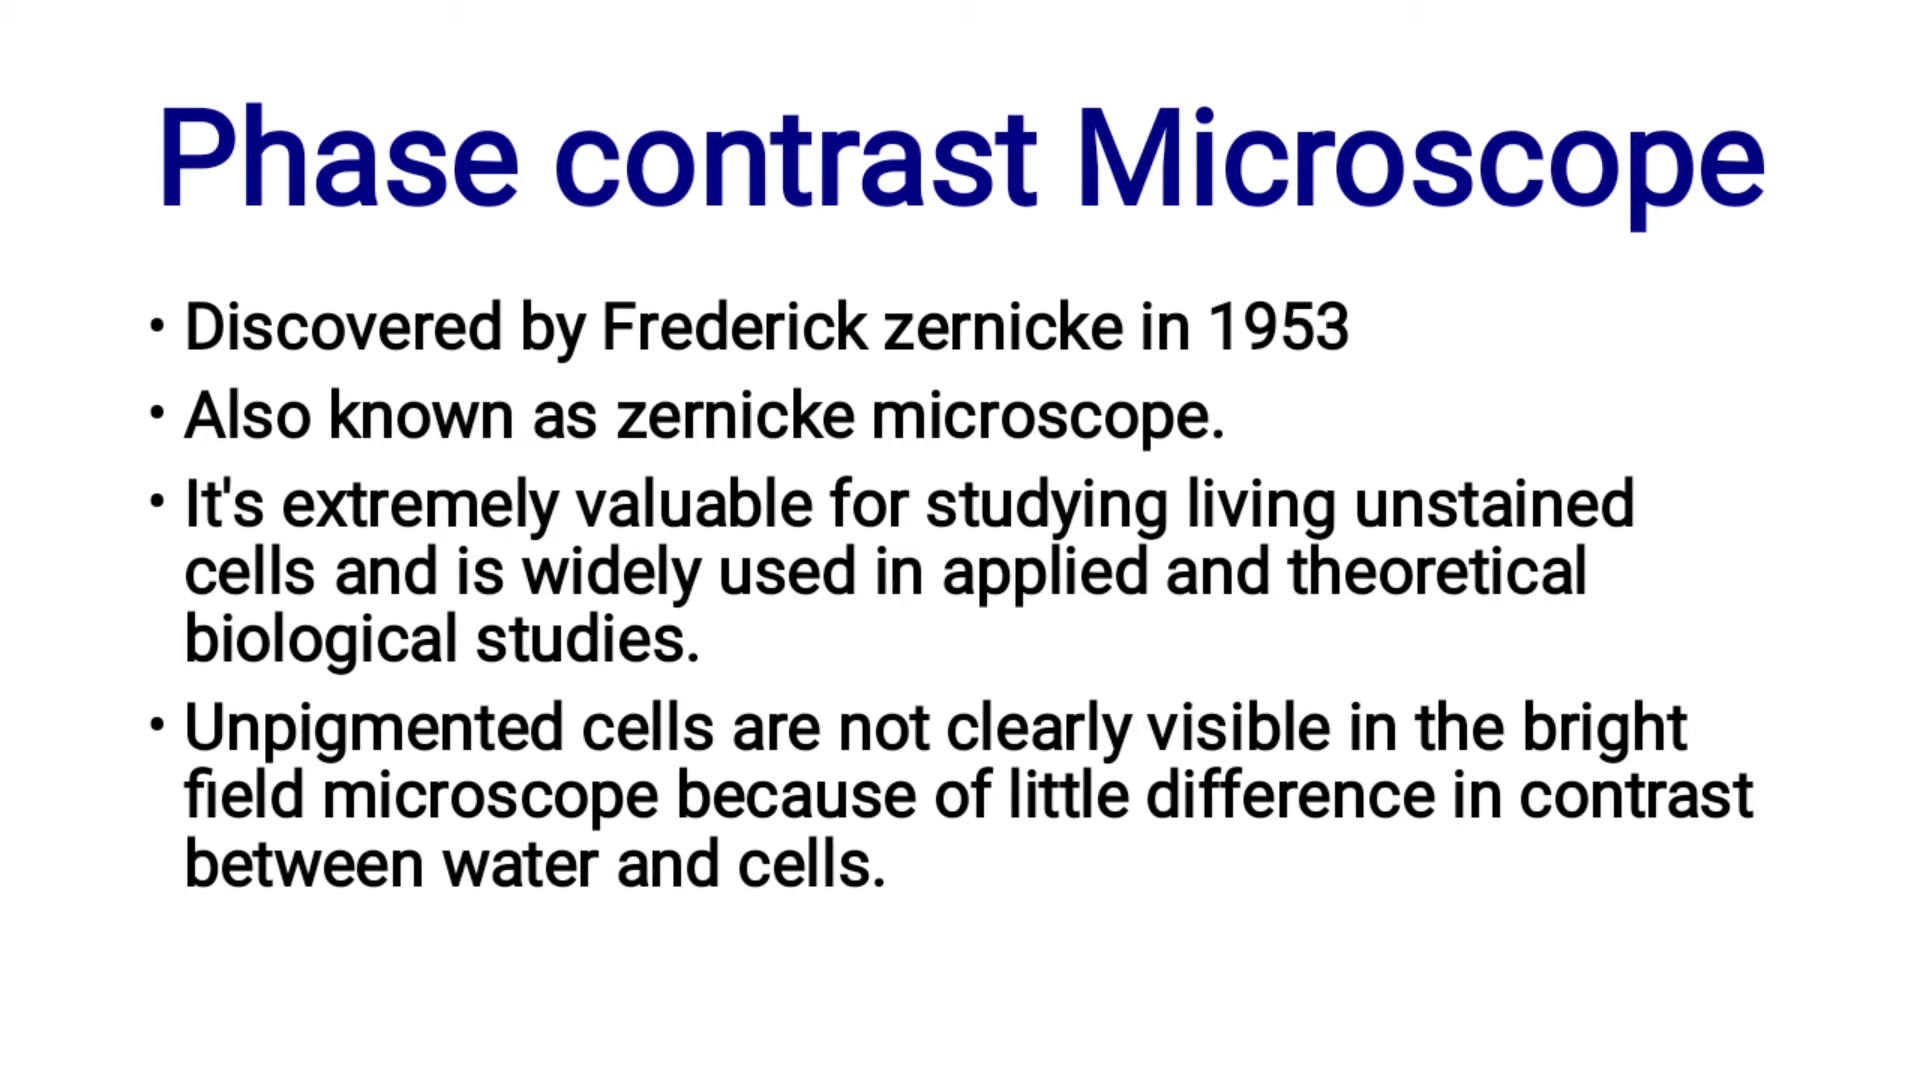 Phase contrast Microscope
• Discovered by Frederick zernicke in 1953
• Also known as zernicke microscope.
• It's extremely valuable for studying living unstained
cells and is widely used in applied and theoretical
biological studies.
• Unpigmented cells are not clearly visible in the bright
field microscope because of little difference in contrast
between water and cells.